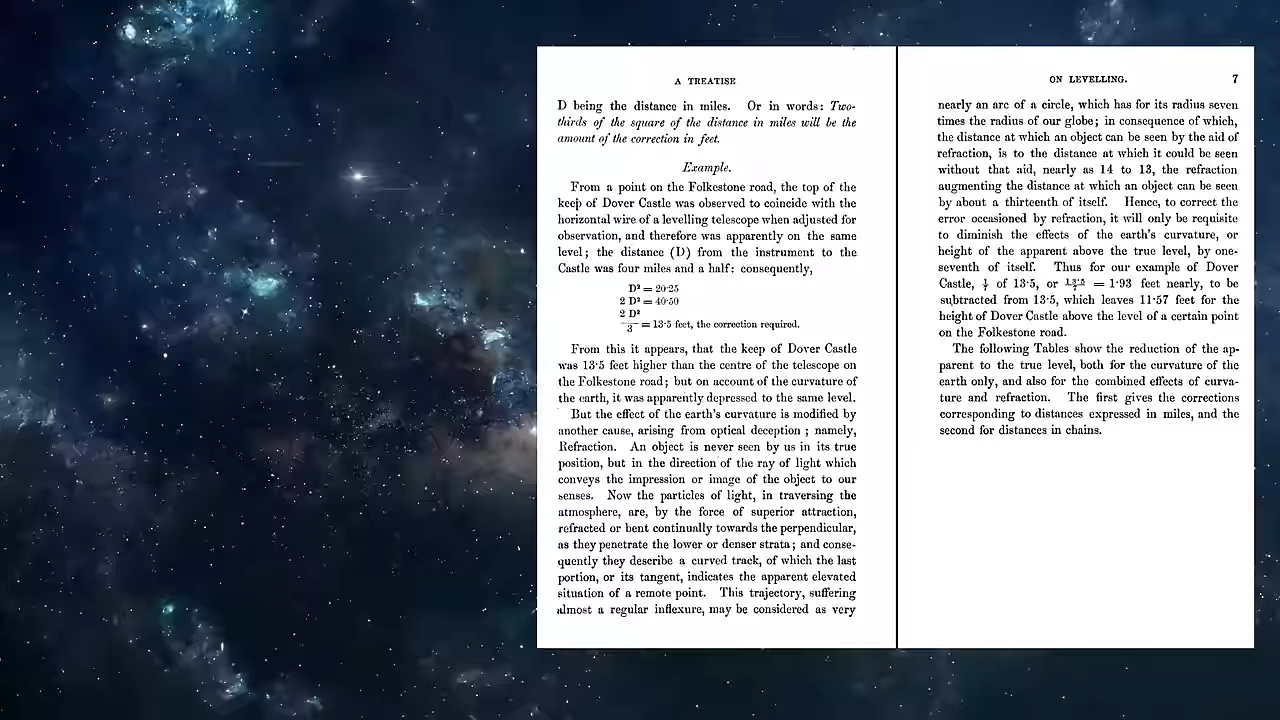 A TREATISE
D being the distance in miles. Or in words: Two-
thirds of the square of the distance in miles will be the
amount of the correction in feet.
Example.
From a point on the Folkestone road, the top of the
keep of Dover Castle was observed to coincide with the
horizontal wire of a levelling telescope when adjusted for
observation, and therefore was apparently on the same
level; the distance (D) from the instrument to the
Castle was four miles and a half: consequently,
D² = 20·25
2 D² = 40·50
2 D²
3 = 13·5 feet, the correction required.
From this it appears, that the keep of Dover Castle
was 13·5 feet higher than the centre of the telescope on
the Folkestone road; but on account of the curvature of
the earth, it was apparently depressed to the same level.
But the effect of the earth's curvature is modified by
another cause, arising from optical deception; namely,
Refraction. An object is never seen by us in its true
position, but in the direction of the ray of light which
conveys the impression or image of the object to our
senses. Now the particles of light, in traversing the
atmosphere, are, by the force of superior attraction,
refracted or bent continually towards the perpendicular,
as they penetrate the lower or denser strata; and conse-
quently they describe a curved track, of which the last
portion, or its tangent, indicates the apparent elevated
situation of a remote point. This trajectory, suffering
almost a regular inflexure, may be considered as very
ON LEVELLING. 7
nearly an arc of a circle, which has for its radius seven
times the radius of our globe; in consequence of which,
the distance at which an object can be seen by the aid of
refraction, is to the distance at which it could be seen
without that aid, nearly as 14 to 13, the refraction
augmenting the distance at which an object can be seen
by about a thirteenth of itself. Hence, to correct the
error occasioned by refraction, it will only be requisite
to diminish the effects of the earth's curvature, or
height of the apparent above the true level, by one-
seventh of itself. Thus for our example of Dover
Castle, 1/7 of 13·5, or 13·5/7 = 1·93 feet nearly, to be
subtracted from 13·5, which leaves 11·57 feet for the
height of Dover Castle above the level of a certain point
on the Folkestone road.
The following Tables show the reduction of the ap-
parent to the true level, both for the curvature of the
earth only, and also for the combined effects of curva-
ture and refraction. The first gives the corrections
corresponding to distances expressed in miles, and the
second for distances in chains.